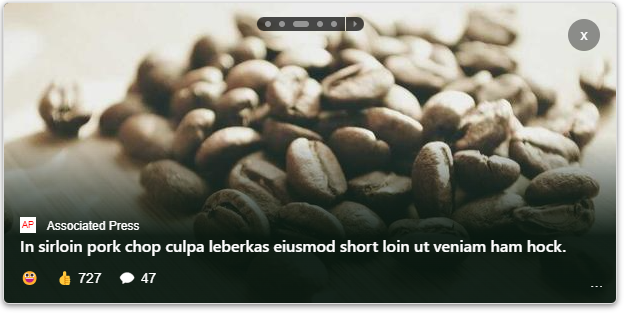 x
AP Associated Press
In sirloin pork chop culpa leberkas eiusmod short loin ut veniam ham hock.
727 47
...